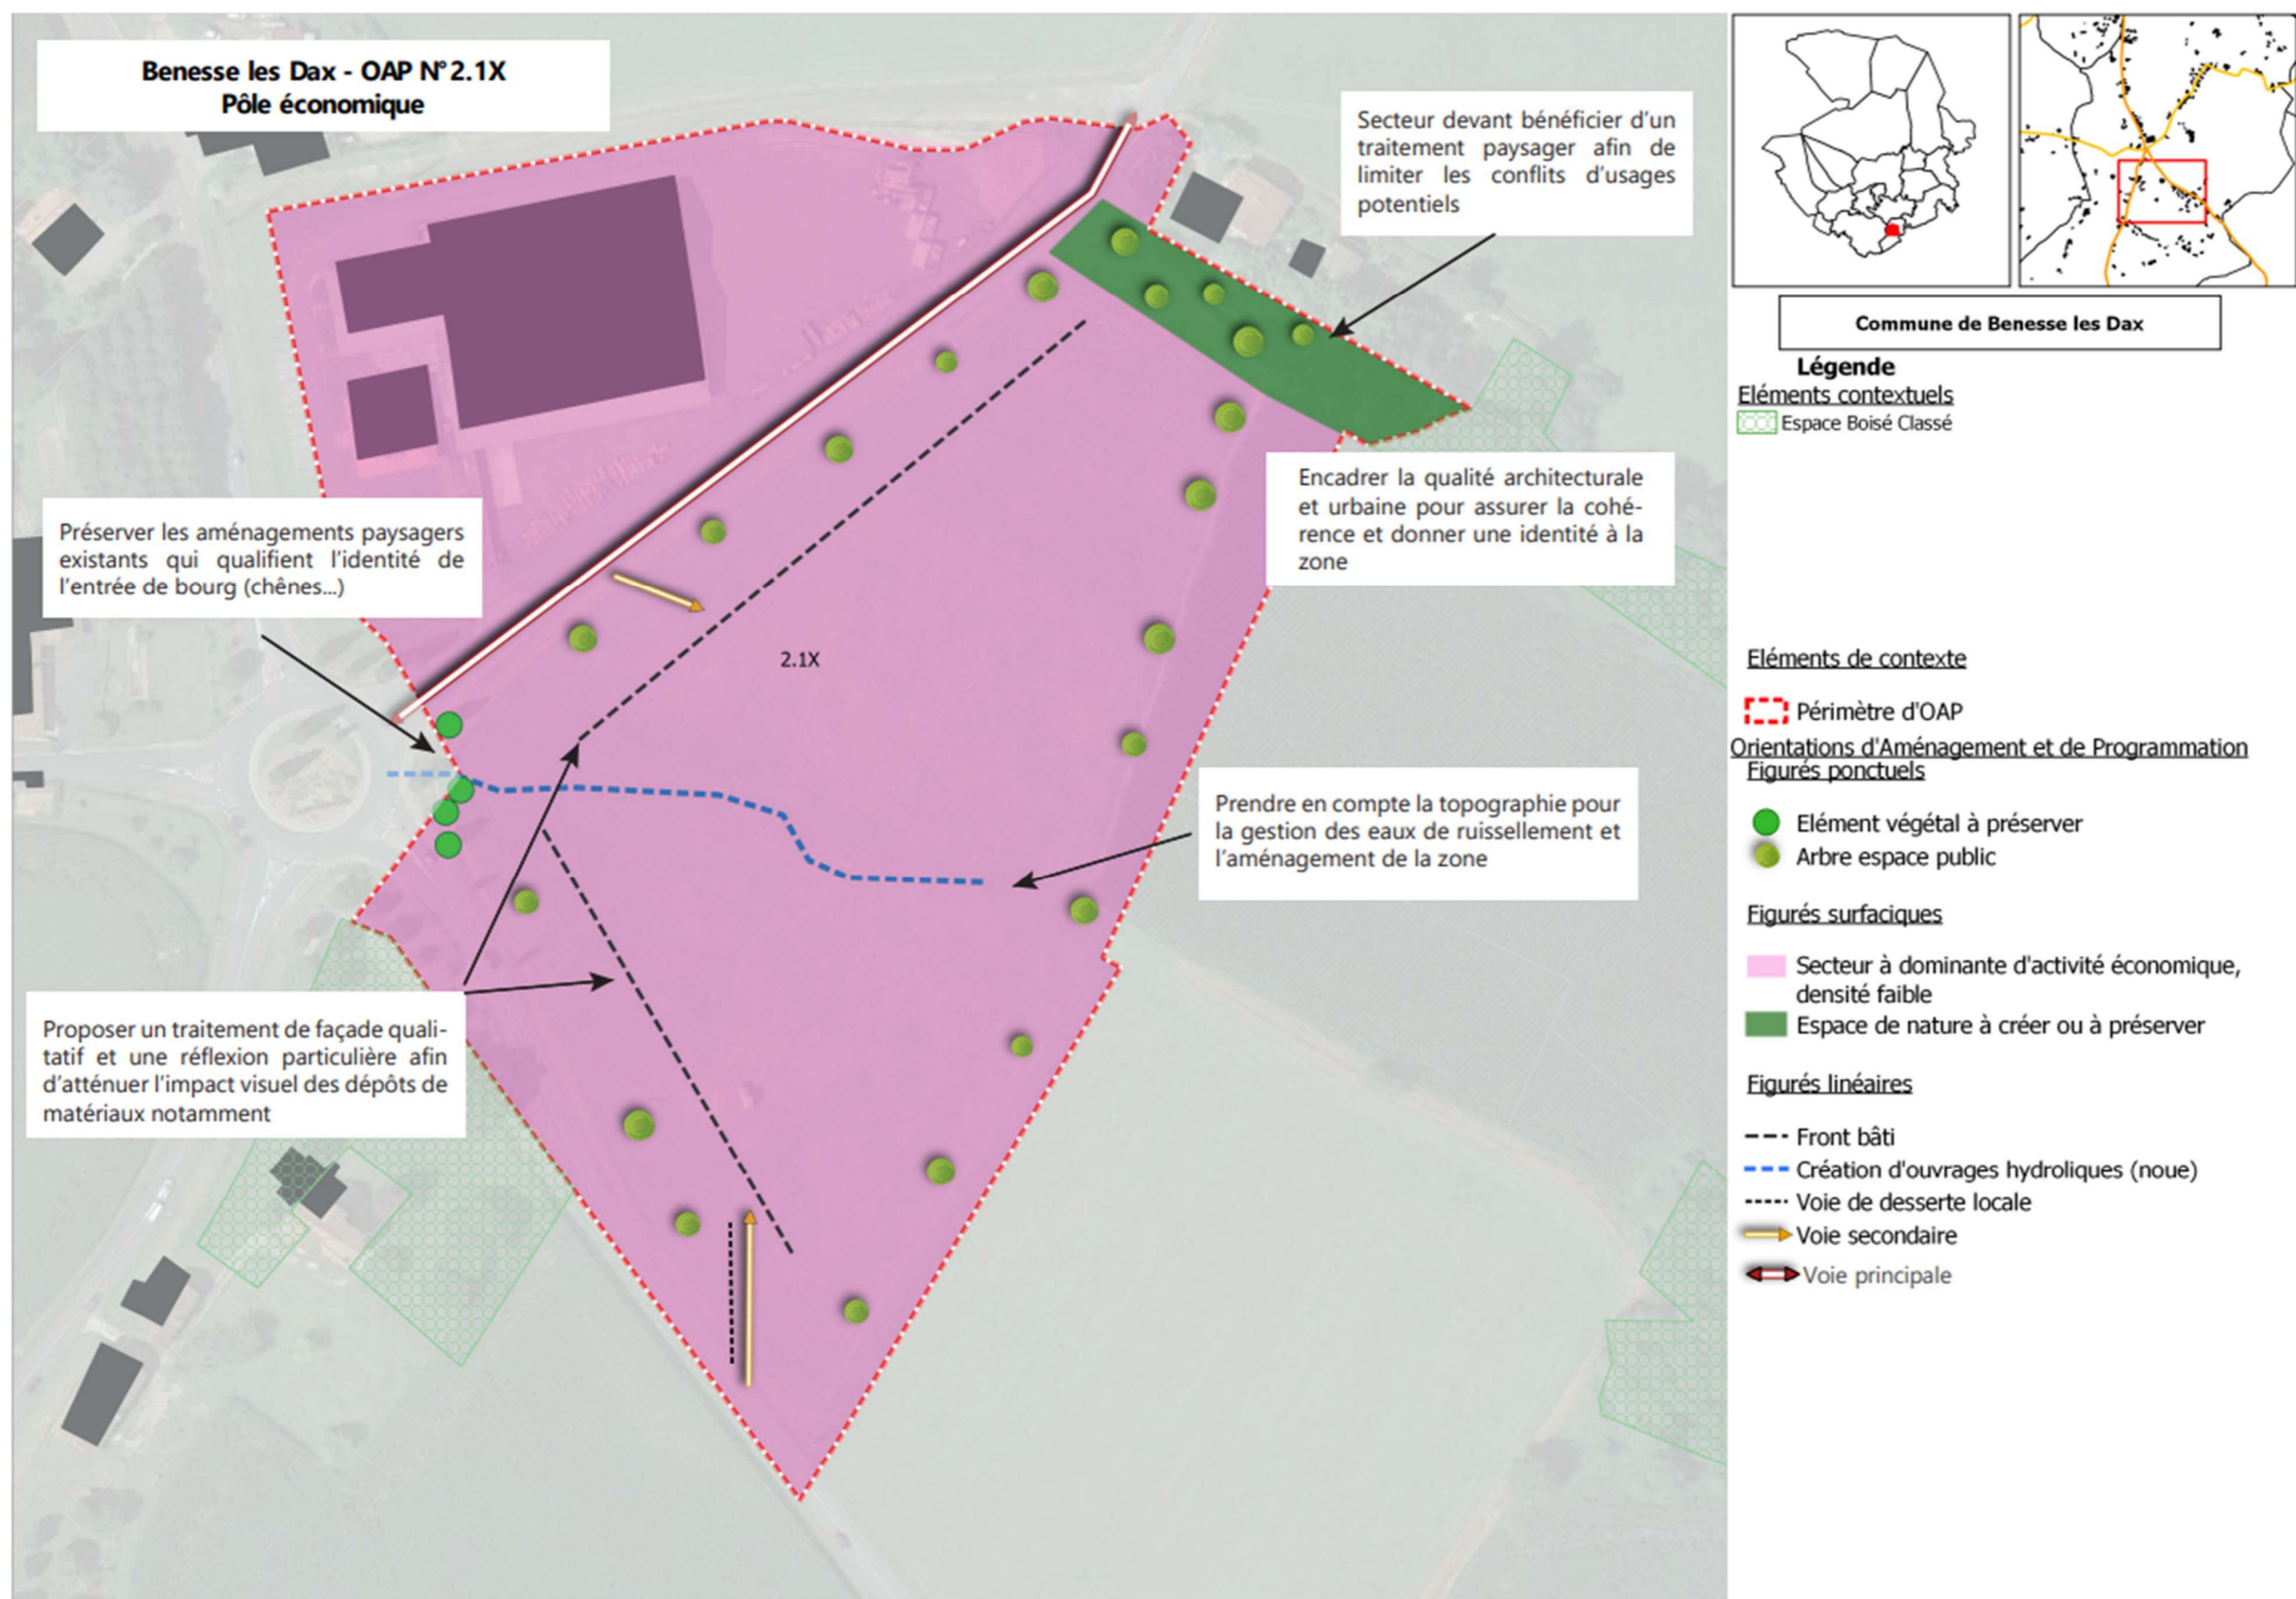 Benesse les Dax - OAP N°2.1X
Pôle économique
Secteur devant bénéficier d'un
traitement paysager afin de
limiter les conflits d'usages
potentiels
Encadrer la qualité architecturale
et urbaine pour assurer la cohé-
rence et donner une identité à la
zone
Préserver les aménagements paysagers
existants qui qualifient l'identité de
l'entrée de bourg (chênes...)
2.1X
Prendre en compte la topographie pour
la gestion des eaux de ruissellement et
l'aménagement de la zone
Proposer un traitement de façade quali-
tatif et une réflexion particulière afin
d'atténuer l'impact visuel des dépôts de
matériaux notamment
Commune de Benesse les Dax
Légende
Eléments contextuels
Espace Boisé Classé
Eléments de contexte
Périmètre d'OAP
Orientations d'Aménagement et de Programmation
Figurés ponctuels
Elément végétal à préserver
Arbre espace public
Figurés surfaciques
Secteur à dominante d'activité économique,
densité faible
Espace de nature à créer ou à préserver
Figurés linéaires
Front bâti
Création d'ouvrages hydroliques (noue)
Voie de desserte locale
Voie secondaire
Voie principale